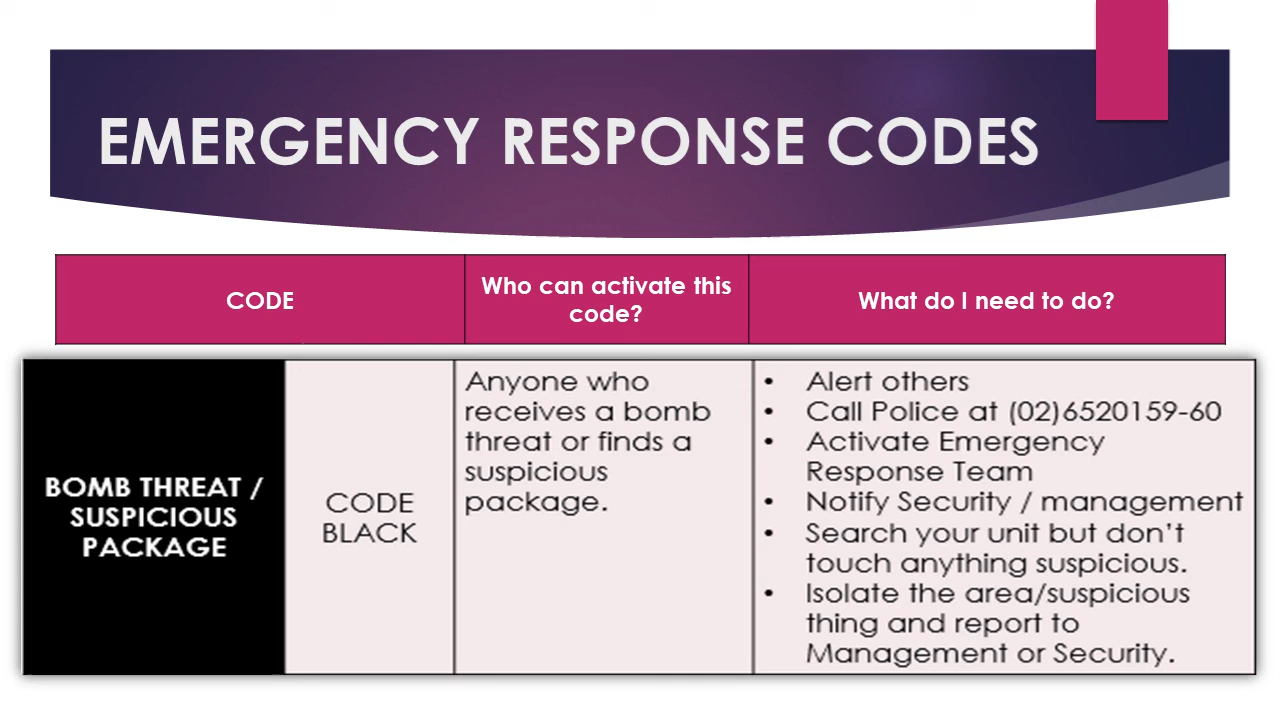 EMERGENCY RESPONSE CODES
CODE
Who can activate this
code?
What do I need to do?
BOMB THREAT /
SUSPICIOUS
PACKAGE
CODE
BLACK
Anyone who
receives a bomb
threat or finds a
suspicious
package.
• Alert others
• Call Police at (02)6520159-60
• Activate Emergency
Response Team
• Notify Security / management
• Search your unit but don't
touch anything suspicious.
• Isolate the area/suspicious
thing and report to
Management or Security.